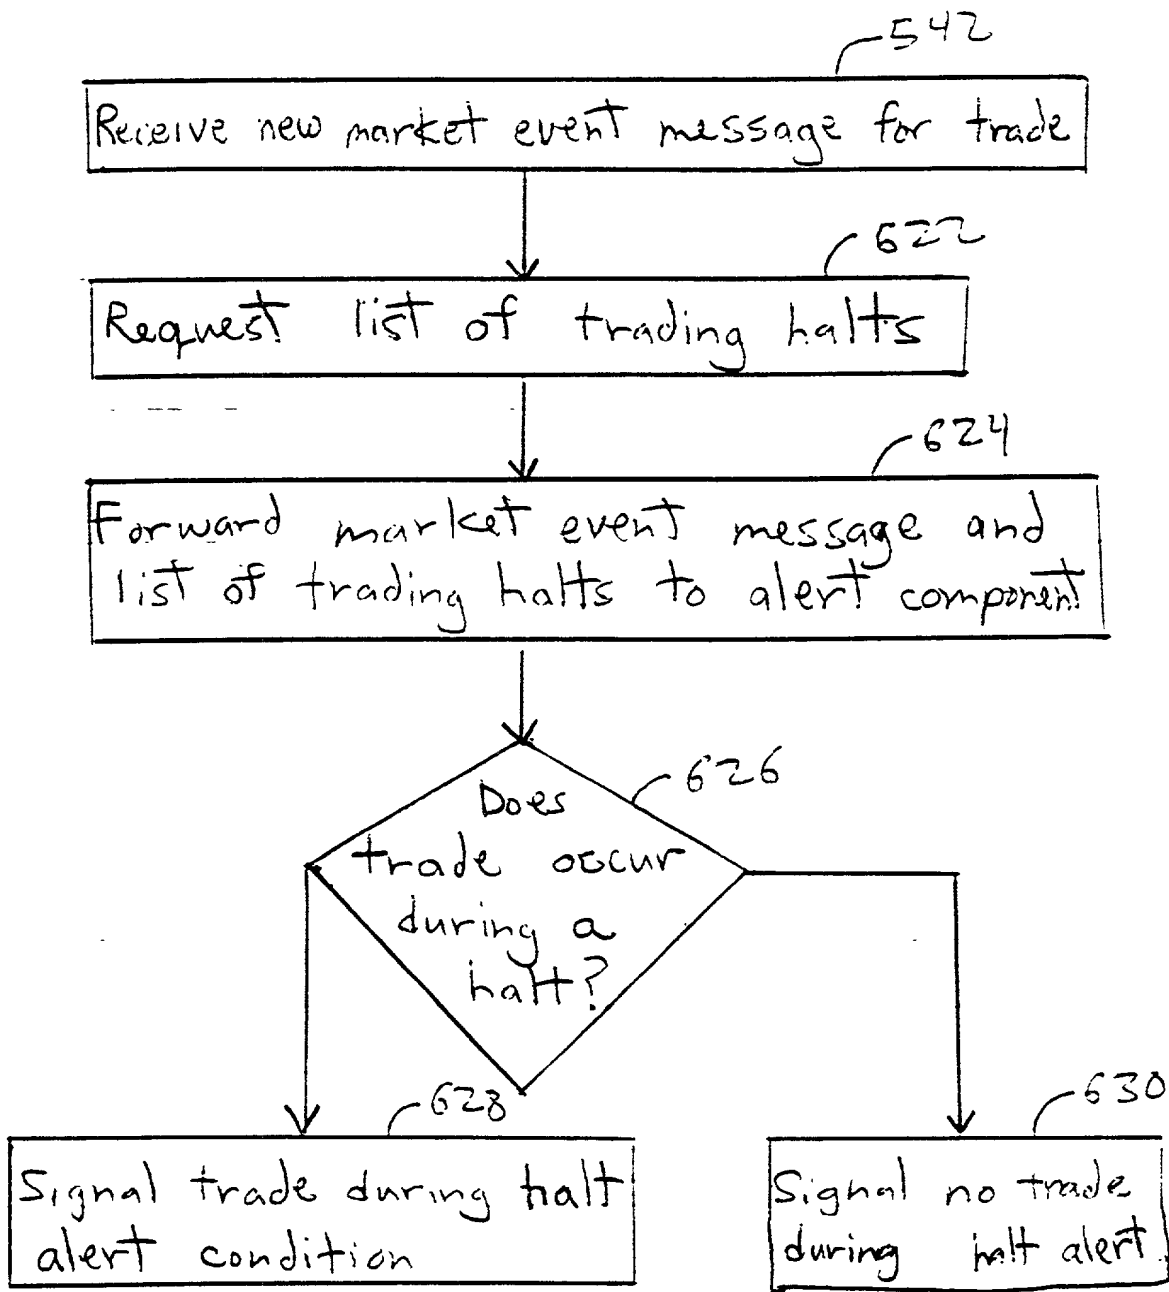 542
Receive new market event message for trade
622
Request list of trading halts
624
Forward market event message and
list of trading halts to alert component
626
Does
trade occur
during a
halt?
628
Signal trade during halt
alert condition
630
Signal no trade
during halt alert